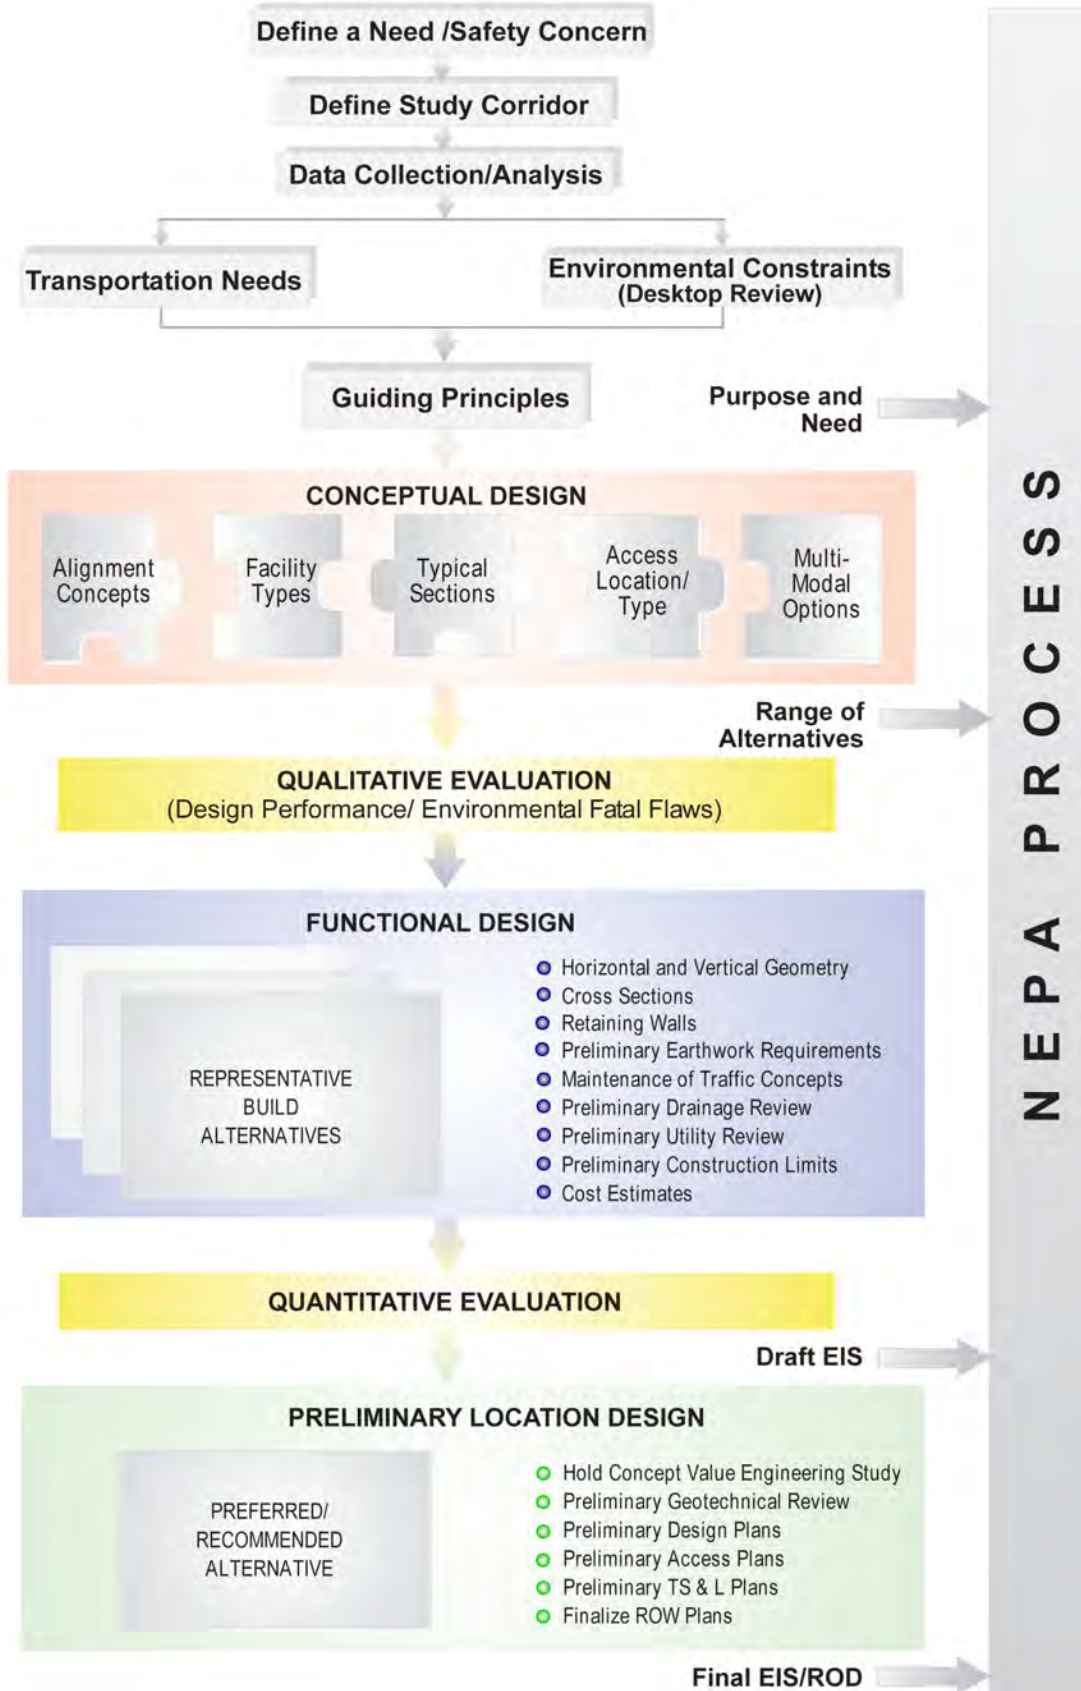 Define a Need /Safety Concern
Define Study Corridor
Data Collection/Analysis
Transportation Needs
Environmental Constraints
(Desktop Review)
Guiding Principles
Purpose and
Need
CONCEPTUAL DESIGN
Alignment
Concepts
Facility
Types
Typical
Sections
Access
Location/
Type
Multi-
Modal
Options
Range of
Alternatives
QUALITATIVE EVALUATION
(Design Performance/ Environmental Fatal Flaws)
FUNCTIONAL DESIGN
REPRESENTATIVE
BUILD
ALTERNATIVES
Horizontal and Vertical Geometry
Cross Sections
Retaining Walls
Preliminary Earthwork Requirements
Maintenance of Traffic Concepts
Preliminary Drainage Review
Preliminary Utility Review
Preliminary Construction Limits
Cost Estimates
QUANTITATIVE EVALUATION
Draft EIS
PRELIMINARY LOCATION DESIGN
PREFERRED/
RECOMMENDED
ALTERNATIVE
Hold Concept Value Engineering Study
Preliminary Geotechnical Review
Preliminary Design Plans
Preliminary Access Plans
Preliminary TS & L Plans
Finalize ROW Plans
Final EIS/ROD
NEPA PROCESS